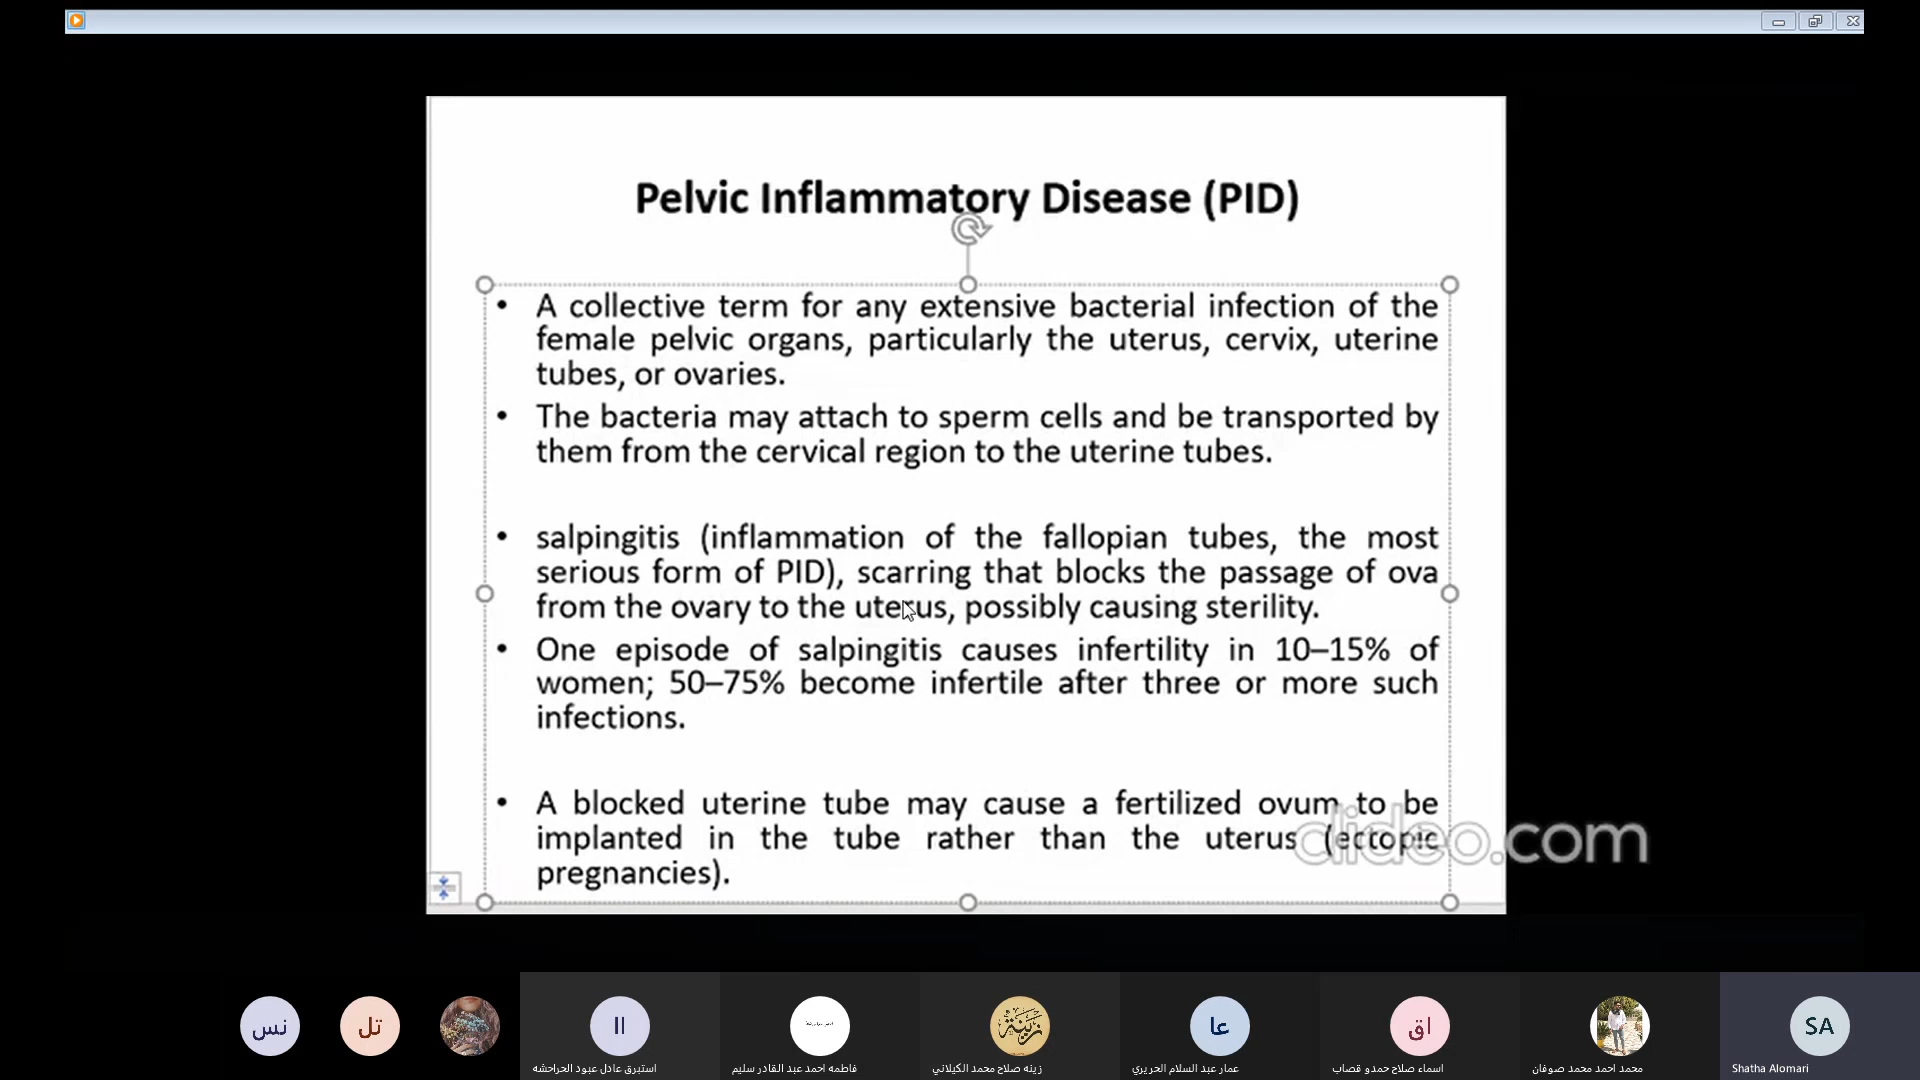 Pelvic Inflammatory Disease (PID)
• A collective term for any extensive bacterial infection of the
female pelvic organs, particularly the uterus, cervix, uterine
tubes, or ovaries.
• The bacteria may attach to sperm cells and be transported by
them from the cervical region to the uterine tubes.
• salpingitis (inflammation of the fallopian tubes, the most
serious form of PID), scarring that blocks the passage of ova
from the ovary to the uterus, possibly causing sterility.
• One episode of salpingitis causes infertility in 10–15% of
women; 50–75% become infertile after three or more such
infections.
• A blocked uterine tube may cause a fertilized ovum to be
implanted in the tube rather than the uterus (ectopic
pregnancies).
clideo.com
نس
تل
اا
زينة
عا
اق
SA
استبرق عادل عبود الحراحشه
فاطمه احمد عبد القادر سليم
زينه صلاح محمد الكيلاني
عمار عبد السلام الحريري
اسماء صلاح حمدو قصاب
محمد احمد محمد صوفان
Shatha Alomari